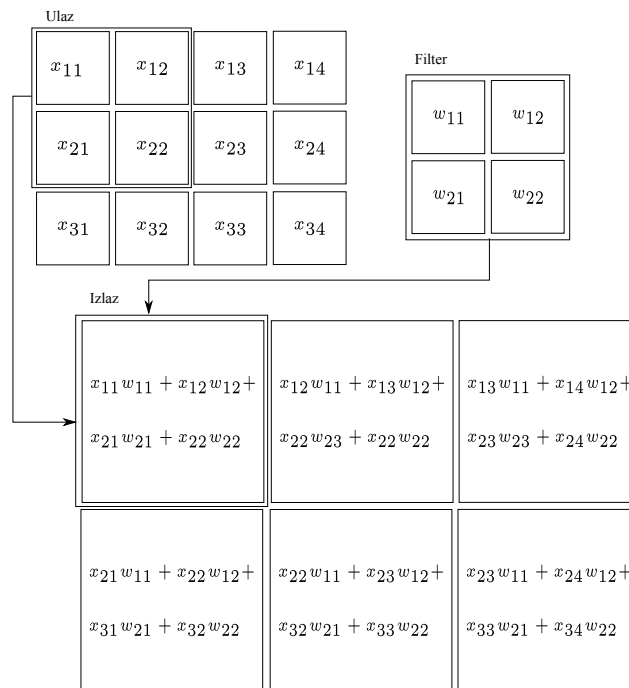 Ulaz
x11 x12 x13 x14
x21 x22 x23 x24
x31 x32 x33 x34
Filter
w11 w12
w21 w22
Izlaz
x11w11 + x12w12+
x21w21 + x22w22
x12w11 + x13w12+
x22w23 + x22w22
x13w11 + x14w12+
x23w23 + x24w22
x21w11 + x22w12+
x31w21 + x32w22
x22w11 + x23w12+
x32w21 + x33w22
x23w11 + x24w12+
x33w21 + x34w22